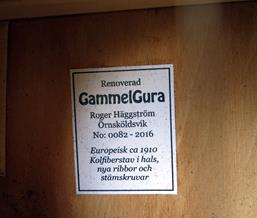 Renoverad
GammelGura
Roger Häggström
Örnsköldsvik
No: 0082 - 2016
Europeisk ca 1910
Kolfiberstav i hals,
nya ribbor och
stämskruvar